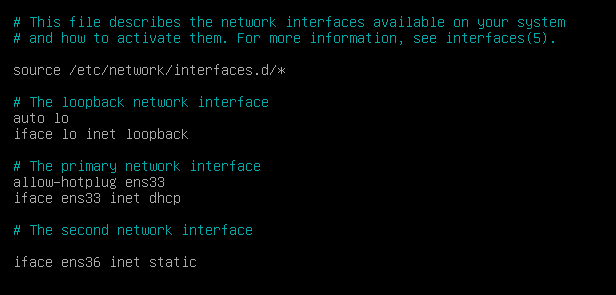 # This file describes the network interfaces available on your system
# and how to activate them. For more information, see interfaces(5).
source /etc/network/interfaces.d/*
# The loopback network interface
auto lo
iface lo inet loopback
# The primary network interface
allow-hotplug ens33
iface ens33 inet dhcp
# The second network interface
iface ens36 inet static